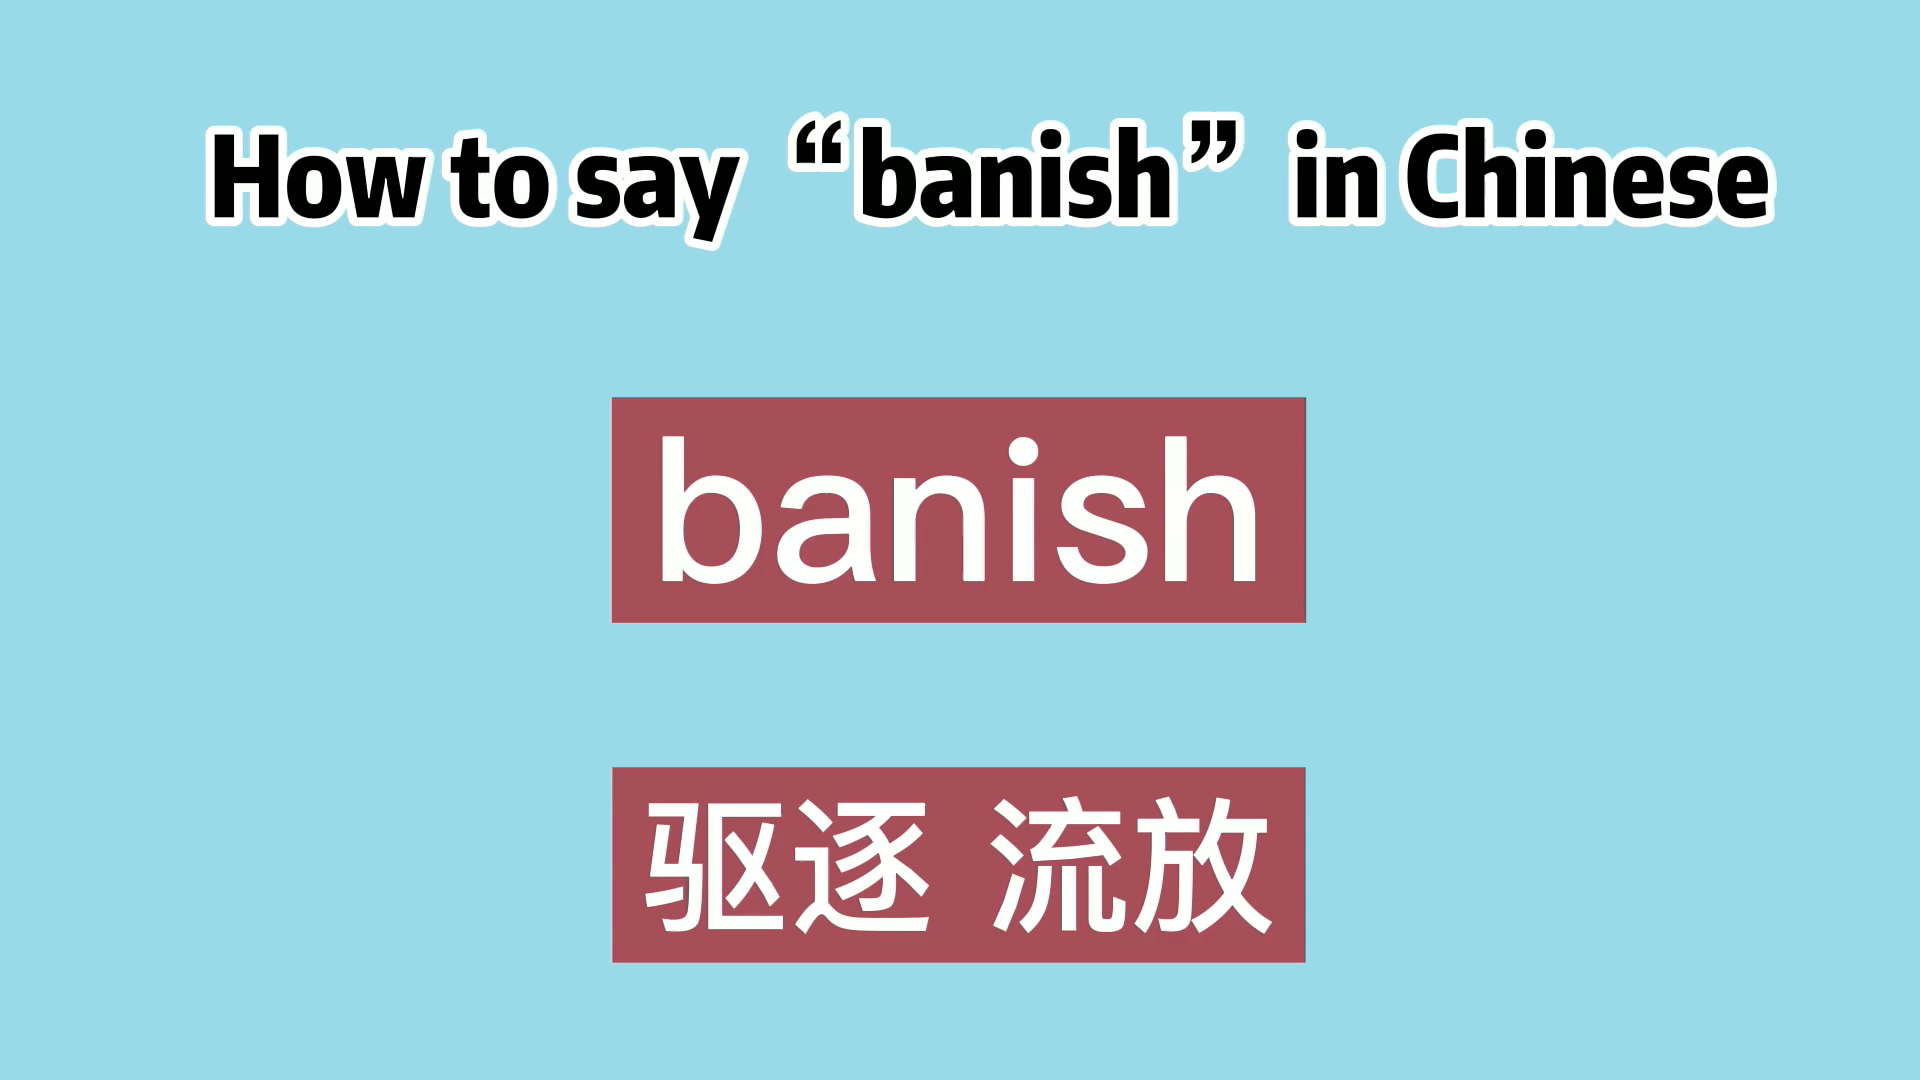 How to say “banish” in Chinese
banish
驱逐 流放